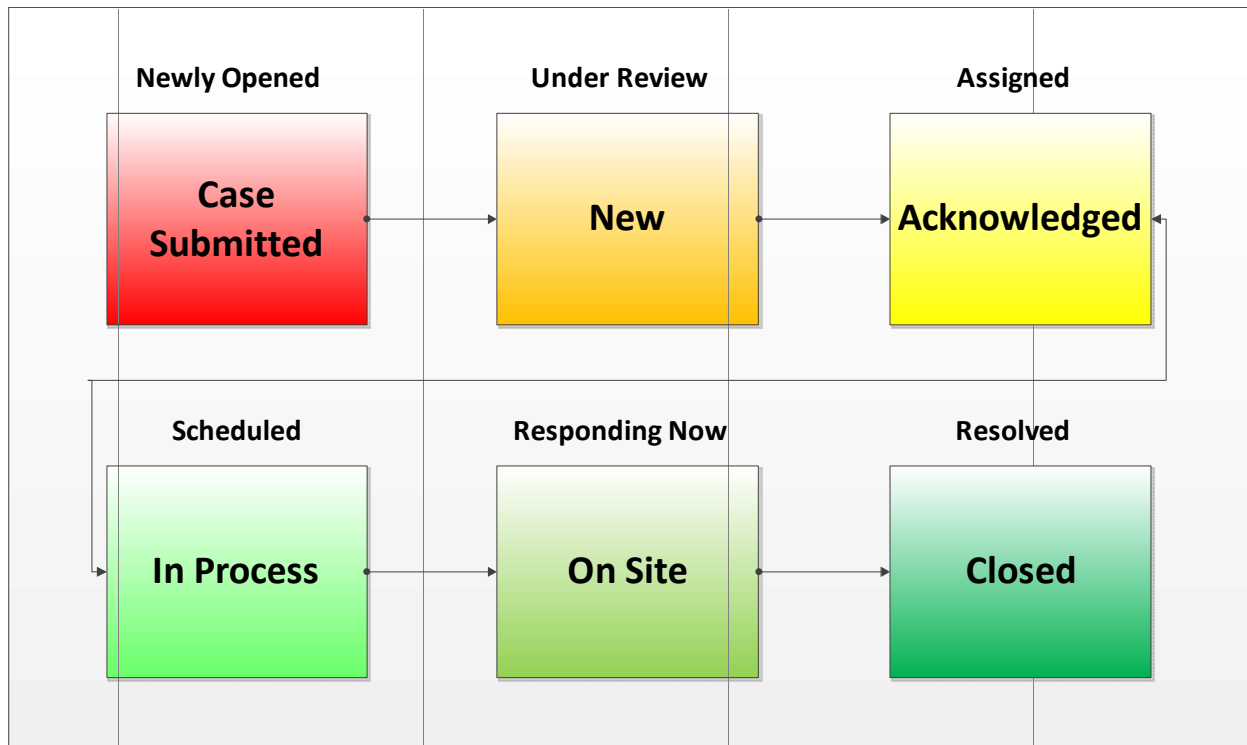 Newly Opened
Under Review
Assigned
Case
Submitted
New
Acknowledged
Scheduled
Responding Now
Resolved
In Process
On Site
Closed